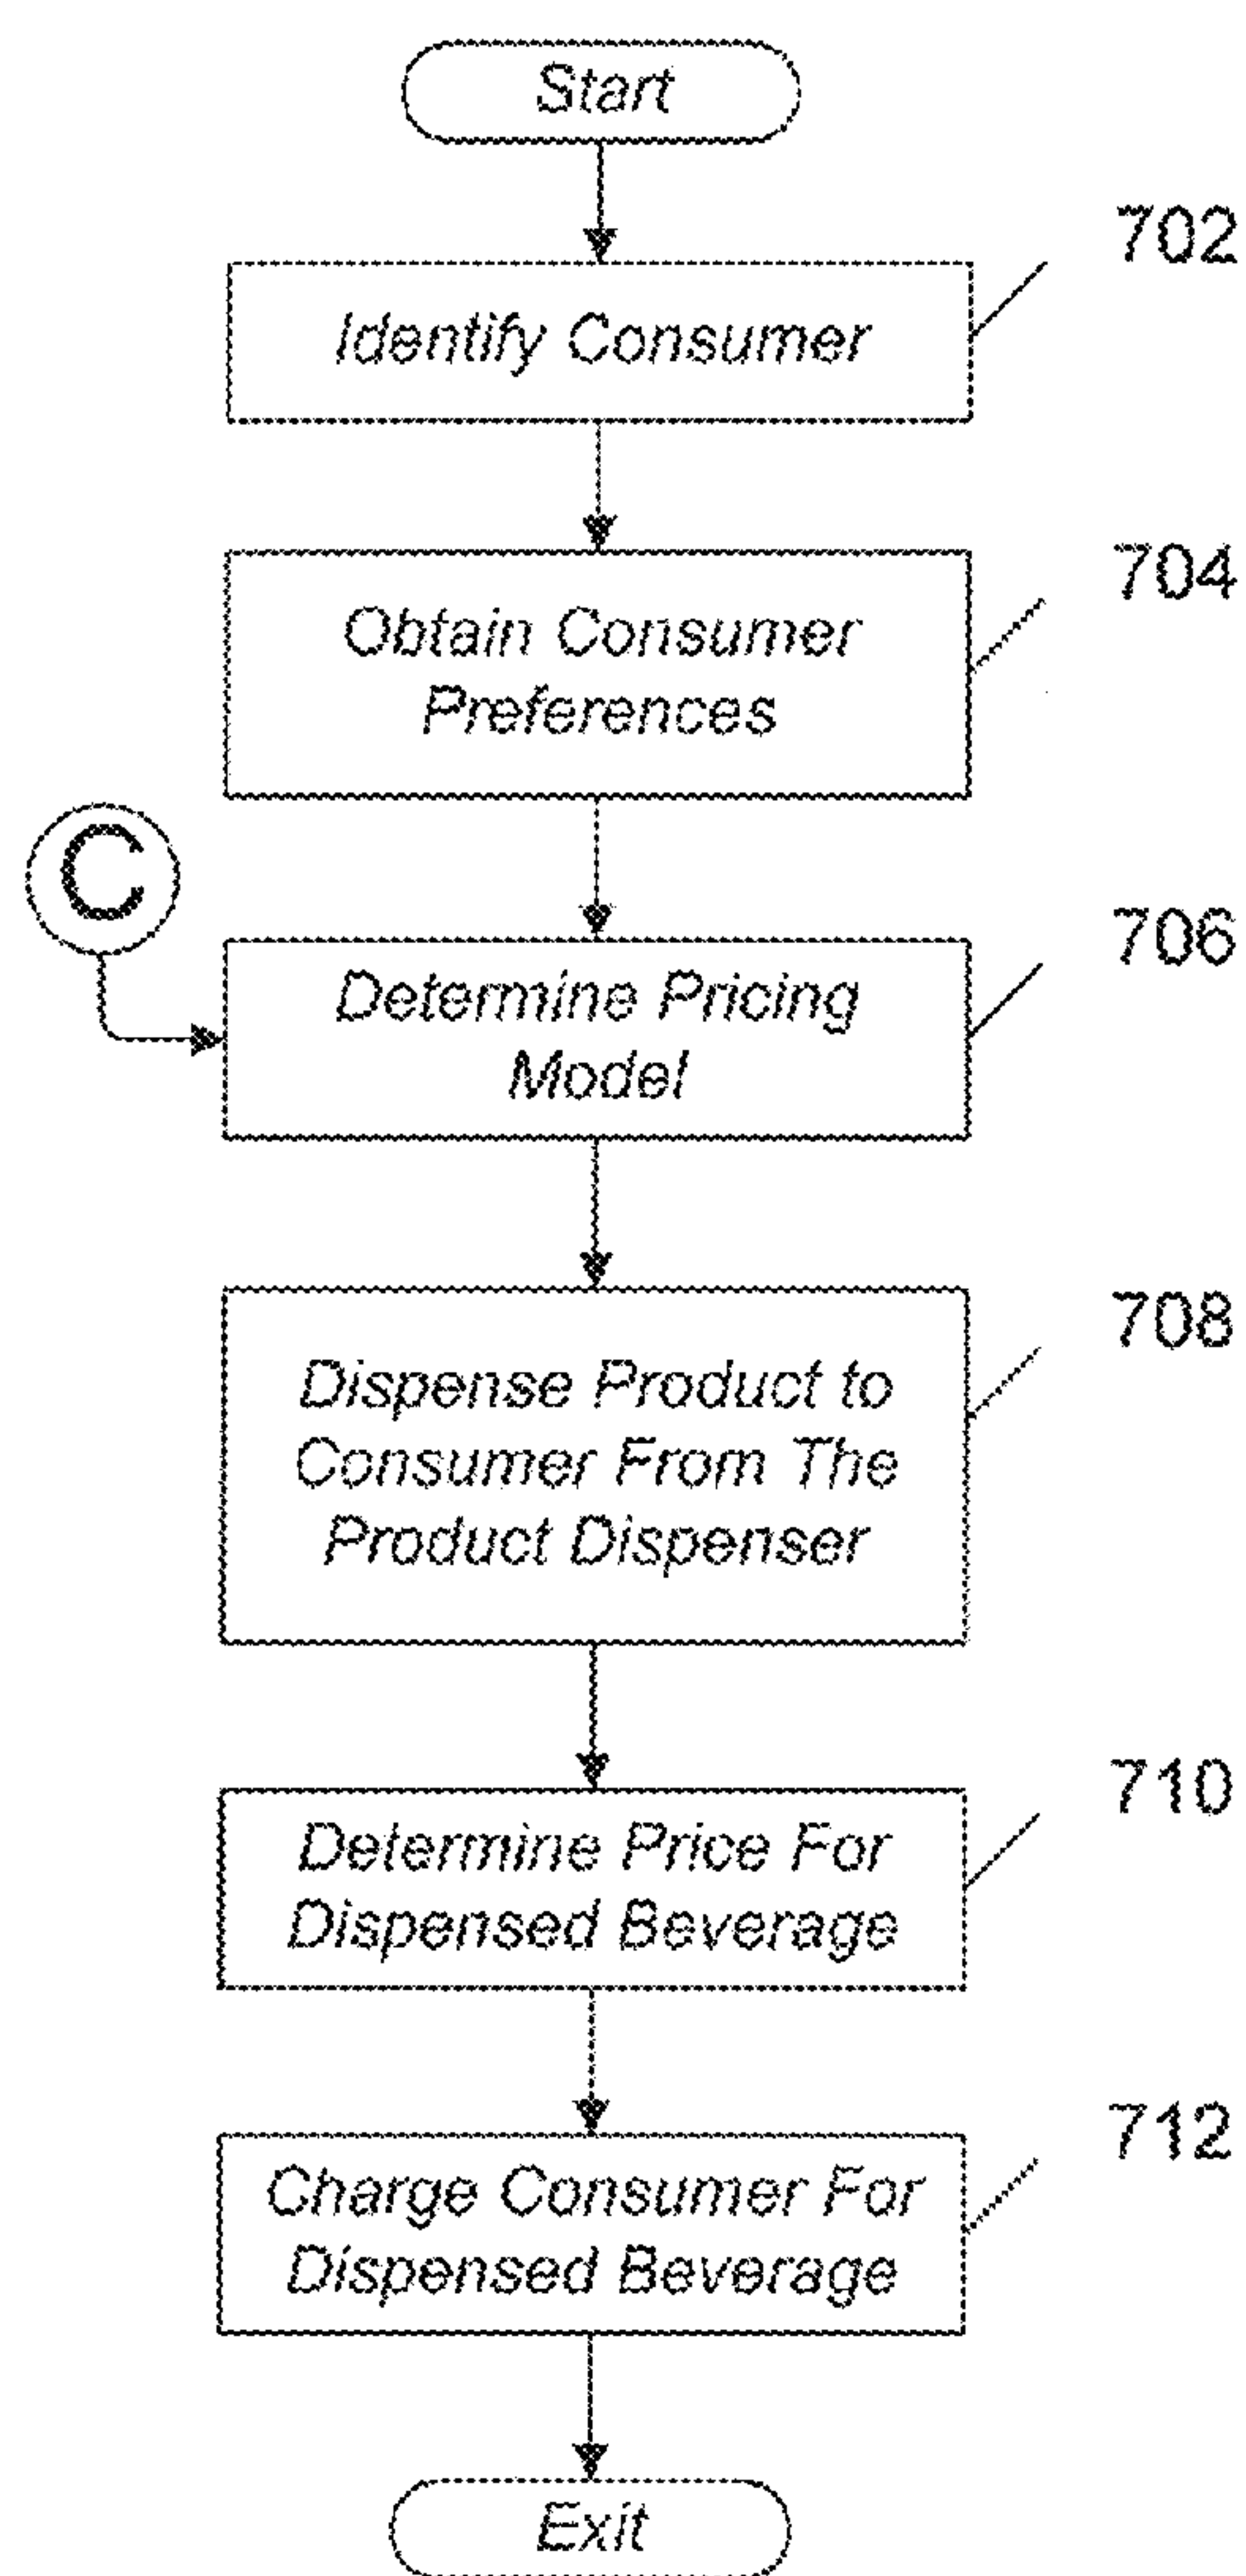 Start
702
Identify Consumer
704
Obtain Consumer
Preferences
C
706
Determine Pricing
Model
708
Dispense Product to
Consumer From The
Product Dispenser
710
Determine Price For
Dispensed Beverage
712
Charge Consumer For
Dispensed Beverage
Exit